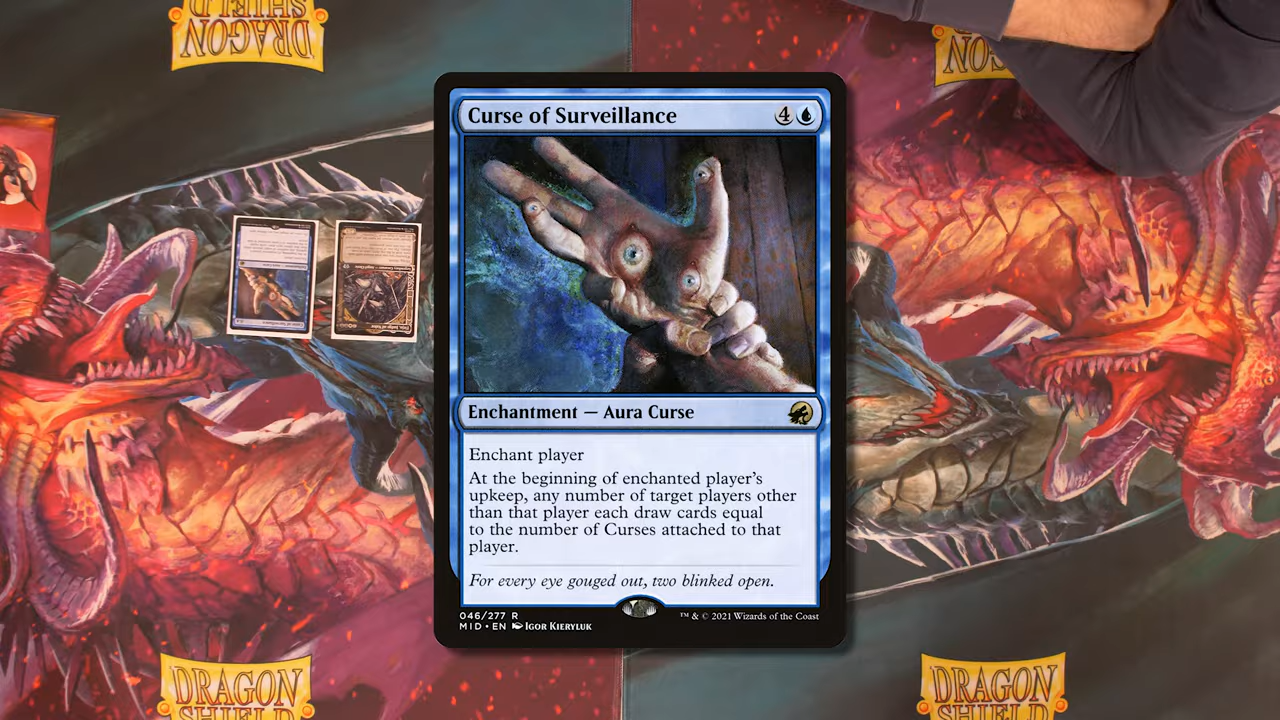 DRAGON
SHIELD
Curse of Surveillance
4
Enchantment — Aura Curse
Enchant player
At the beginning of enchanted player's
upkeep, any number of target players other
than that player each draw cards equal
to the number of Curses attached to that
player.
For every eye gouged out, two blinked open.
046/277 R
MID • EN Igor Kieryluk
™ & © 2021 Wizards of the Coast
DRAGON
SHIELD
DRAGON
SHIELD